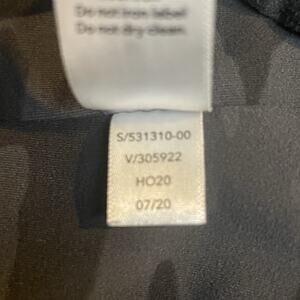 Do not iron label.
Do not dry clean.
S/531310-00
V/305922
HO20
07/20